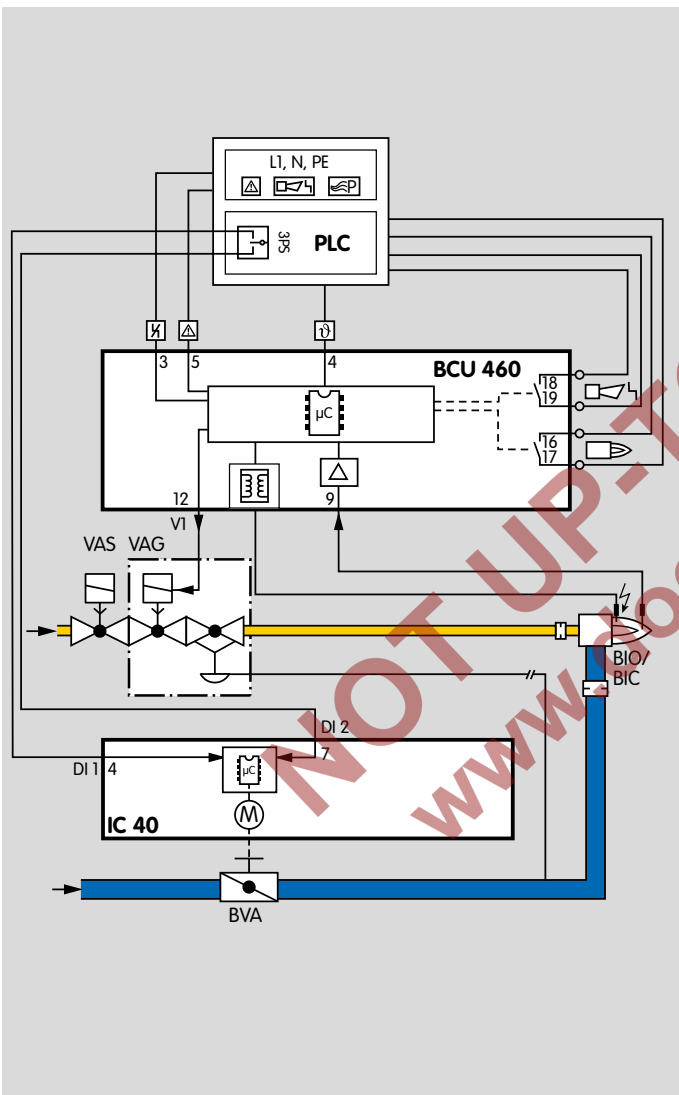 L1, N, PE
P
3PS
PLC
ϑ
3
5
4
BCU 460
µC
18
19
16
17
12
9
V1
VAS
VAG
BIO/
BIC
DI 2
7
DI 1
4
µC
M
IC 40
BVA
NOT UP-TO
www.doc